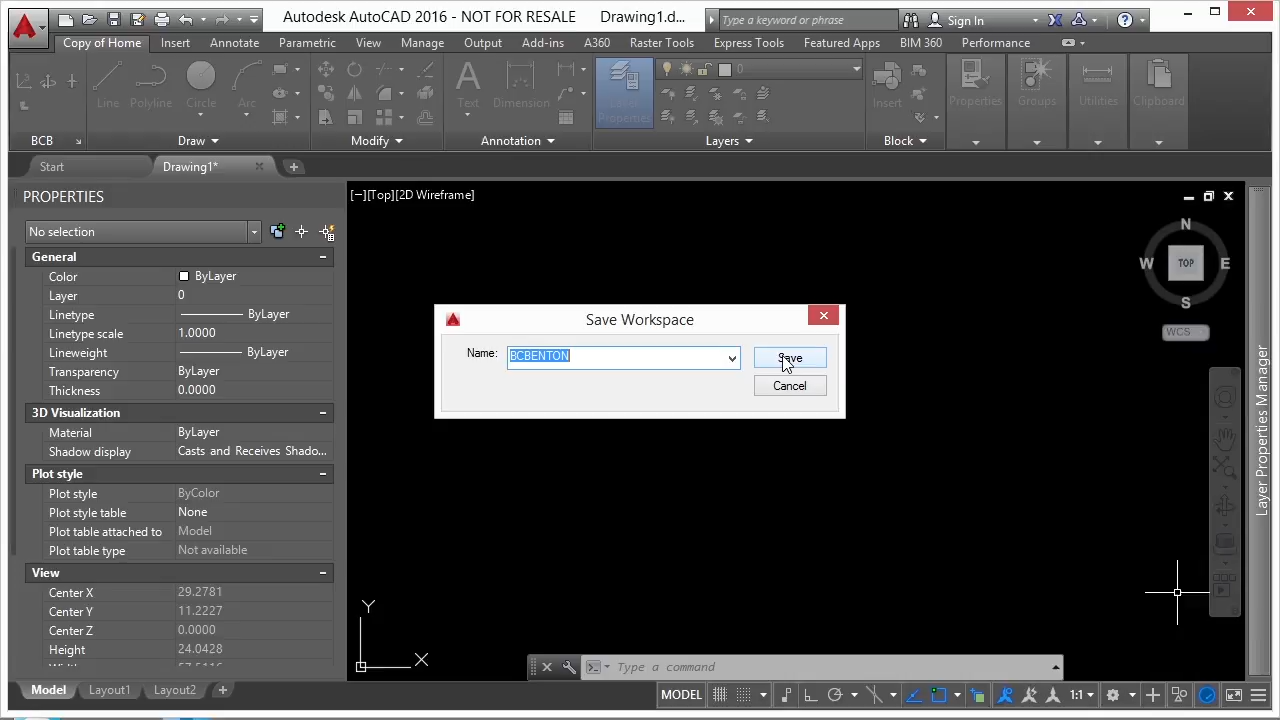 Autodesk AutoCAD 2016 - NOT FOR RESALE Drawing1.d... Type a keyword or phrase Sign In
Copy of Home Insert Annotate Parametric View Manage Output Add-ins A360 Raster Tools Express Tools Featured Apps BIM 360 Performance
Line Polyline Circle Arc Text Dimension Layer Properties 0 Insert Properties Groups Utilities Clipboard
BCB Draw Modify Annotation Layers Block
Start Drawing1*
PROPERTIES
[−][Top][2D Wireframe]
No selection
General
Color ByLayer
Layer 0
Linetype ByLayer
Linetype scale 1.0000
Lineweight ByLayer
Transparency ByLayer
Thickness 0.0000
3D Visualization
Material ByLayer
Shadow display Casts and Receives Shado...
Plot style
Plot style ByColor
Plot style table None
Plot table attached to Model
Plot table type Not available
View
Center X 29.2781
Center Y 11.2227
Center Z 0.0000
Height 24.0428
Save Workspace
Name: BCBENTON Save
Cancel
N
W TOP E
S
WCS
Layer Properties Manager
Y
X
Type a command
Model Layout1 Layout2
MODEL 1:1